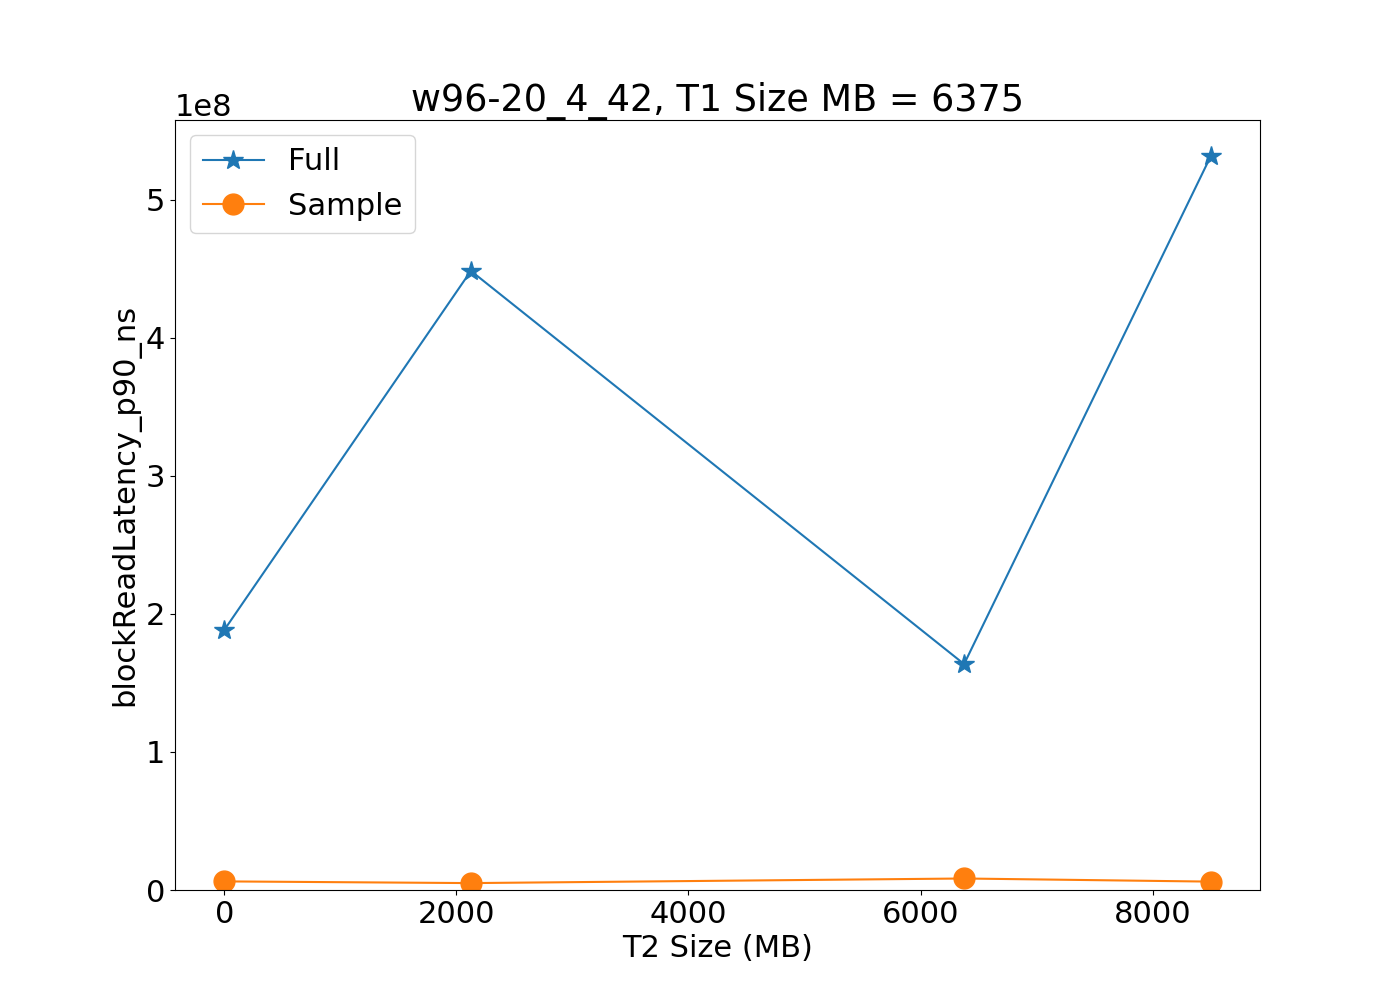 w96-20_4_42, T1 Size MB = 6375
1e8
Full
Sample
5
4
3
2
1
0
blockReadLatency_p90_ns
0 2000 4000 6000 8000
T2 Size (MB)